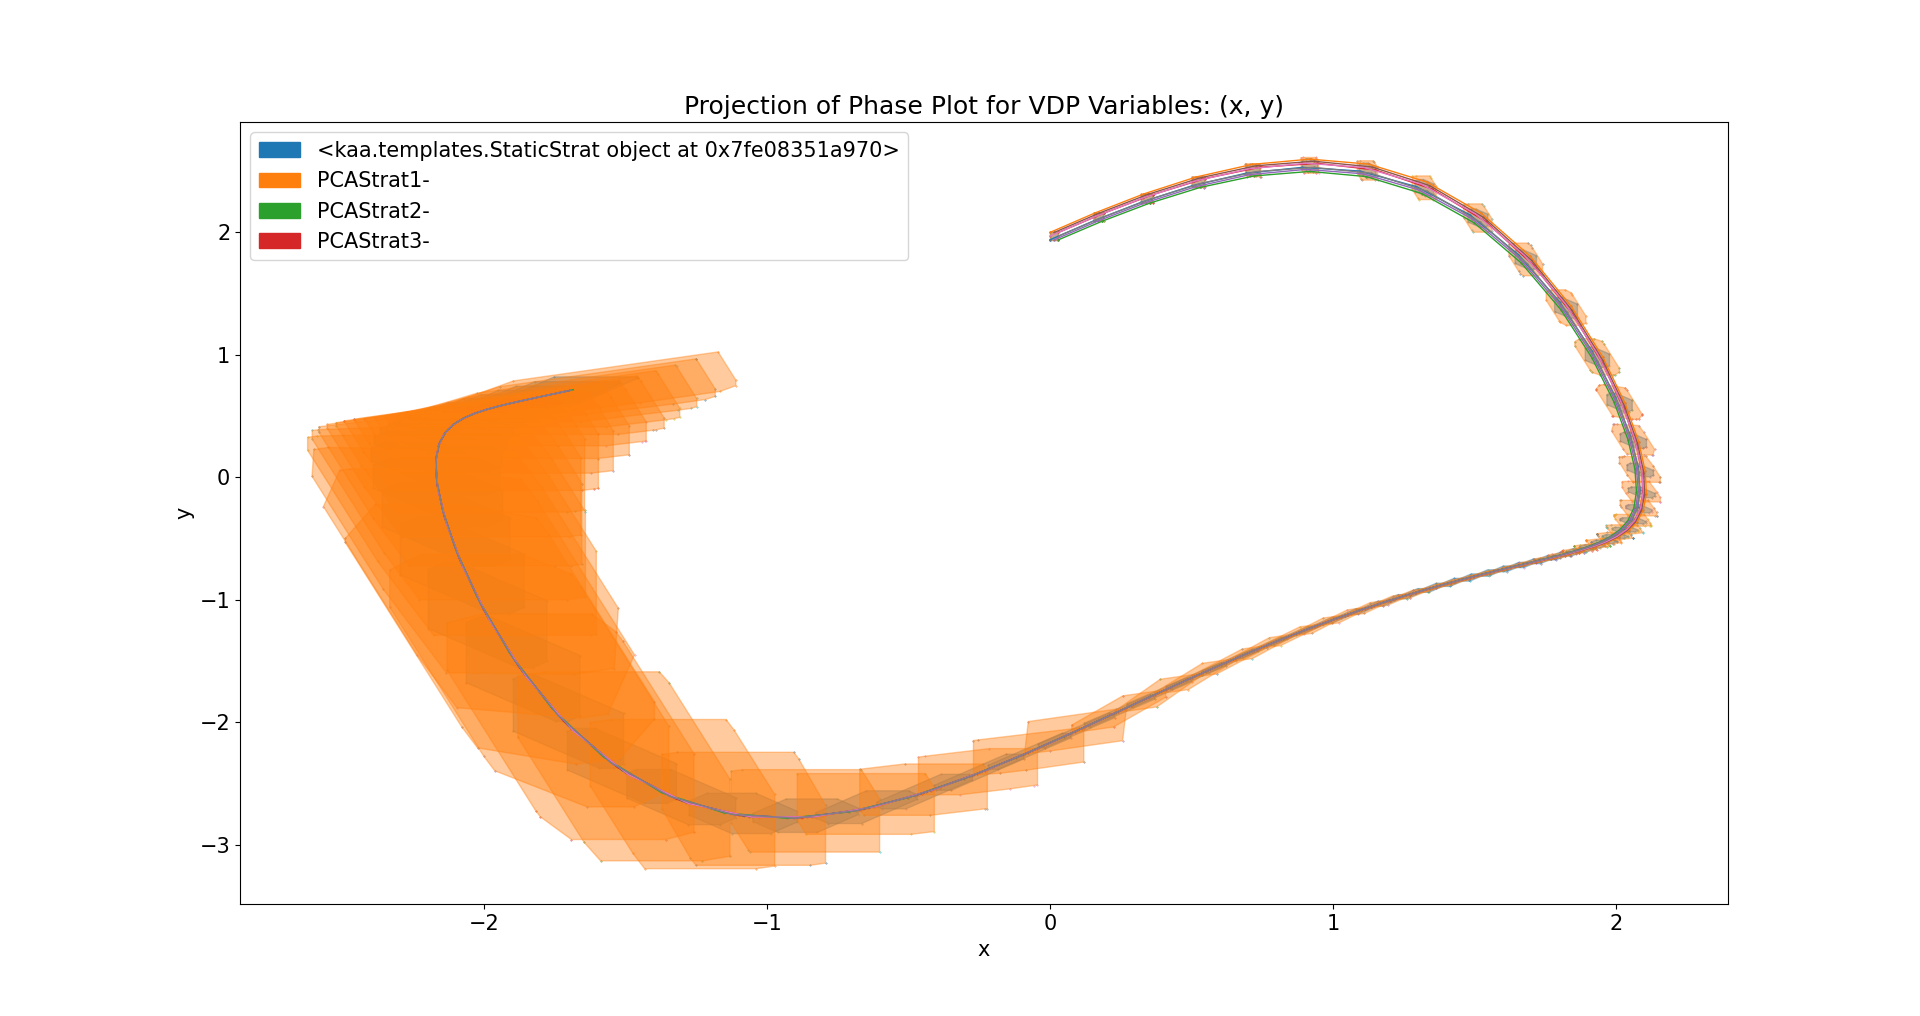 Projection of Phase Plot for VDP Variables: (x, y)
<kaa.templates.StaticStrat object at 0x7fe08351a970>
PCAStrat1-
PCAStrat2-
PCAStrat3-
2
1
0
−1
−2
−3
y
−2
−1
0
1
2
x